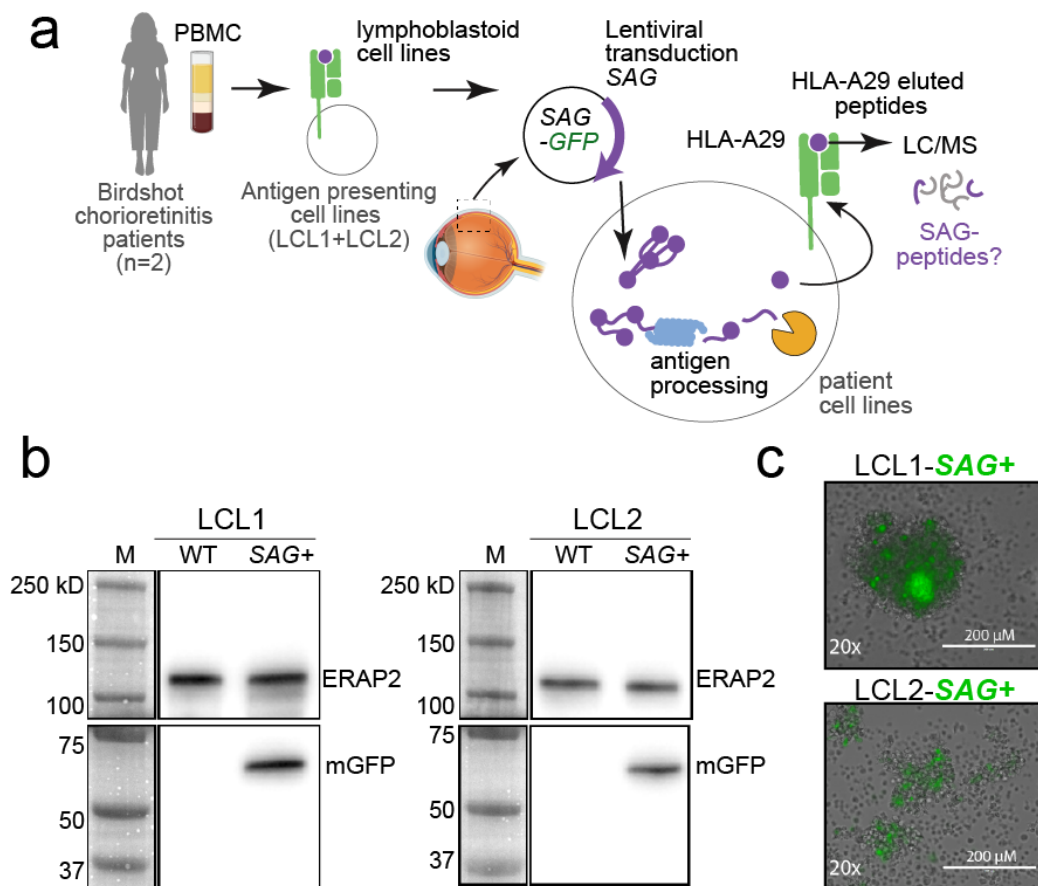 a
PBMC
Birdshot
chorioretinitis
patients
(n=2)
lymphoblastoid
cell lines
Antigen presenting
cell lines
(LCL1+LCL2)
Lentiviral
transduction
SAG
SAG
-GFP
HLA-A29
HLA-A29 eluted
peptides
LC/MS
SAG-
peptides?
antigen
processing
patient
cell lines
b
LCL1
M WT SAG+
250 kD
150
100
ERAP2
75
50
37
mGFP
LCL2
M WT SAG+
250 kD
150
100
ERAP2
75
50
37
mGFP
c
LCL1-SAG+
20x
200 µM
LCL2-SAG+
20x
200 µM